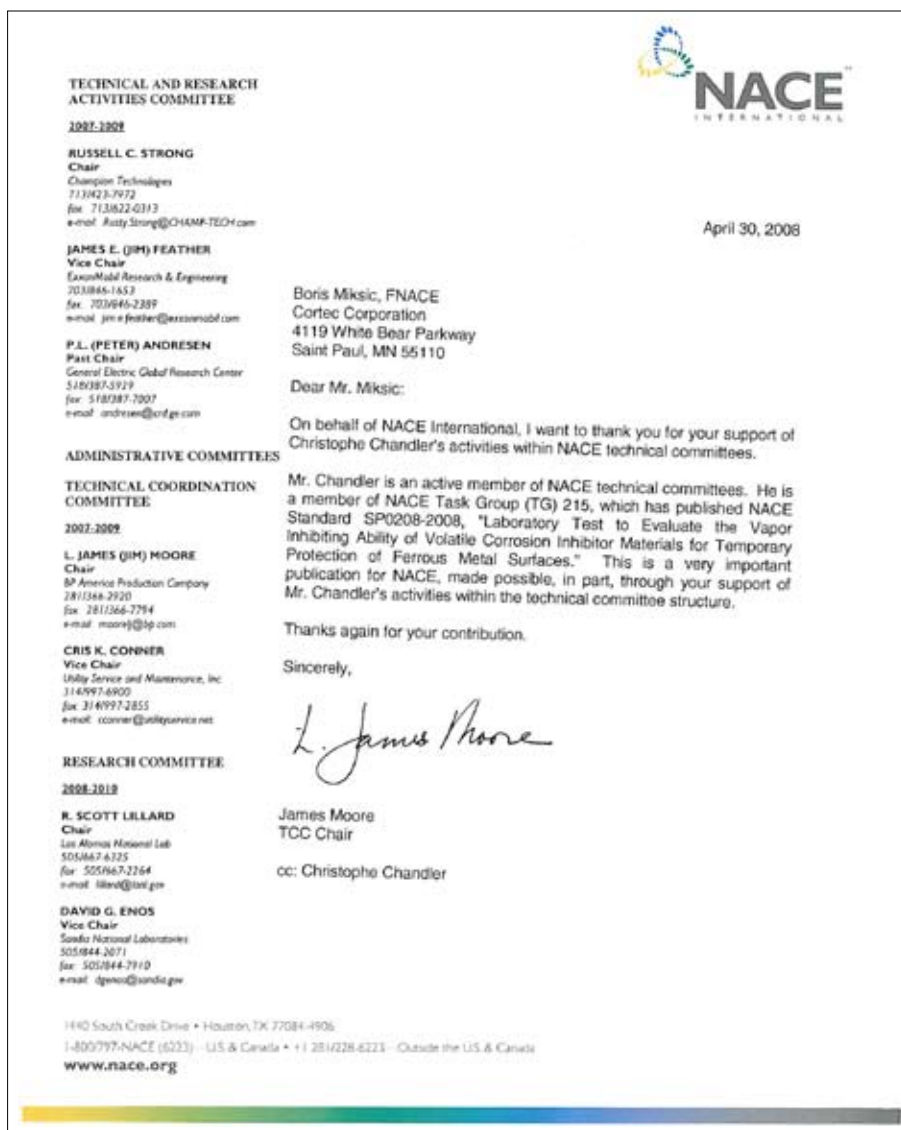 NACE
INTERNATIONAL
TECHNICAL AND RESEARCH
ACTIVITIES COMMITTEE
2007-2009
RUSSELL C. STRONG
Chair
Champion Technologies
713/423-7972
fax 713/622-0313
e-mail Rusty.Strong@CHAMP-TECH.com
JAMES E. (JIM) FEATHER
Vice Chair
ExxonMobil Research & Engineering
703/846-1653
fax 703/846-2389
e-mail jim.e.feather@exxonmobil.com
P.L. (PETER) ANDRESEN
Past Chair
General Electric Global Research Center
518/387-5929
fax 518/387-7007
e-mail andresen@crd.ge.com
ADMINISTRATIVE COMMITTEES
TECHNICAL COORDINATION
COMMITTEE
2007-2009
L. JAMES (JIM) MOORE
Chair
BP America Production Company
281/366-2920
fax 281/366-7794
e-mail moorelj@bp.com
CRIS K. CONNER
Vice Chair
Utility Service and Maintenance, Inc
314/997-6900
fax 314/997-2855
e-mail cconner@utilityservice.net
RESEARCH COMMITTEE
2008-2010
R. SCOTT LILLARD
Chair
Los Alamos National Lab
505/667-6325
fax 505/667-2264
e-mail lillard@lanl.gov
DAVID G. ENOS
Vice Chair
Sandia National Laboratories
505/844-2071
fax 505/844-7910
e-mail dgenos@sandia.gov
April 30, 2008
Boris Miksic, FNACE
Cortec Corporation
4119 White Bear Parkway
Saint Paul, MN 55110
Dear Mr. Miksic:
On behalf of NACE International, I want to thank you for your support of
Christophe Chandler's activities within NACE technical committees.
Mr. Chandler is an active member of NACE technical committees. He is
a member of NACE Task Group (TG) 215, which has published NACE
Standard SP0208-2008, "Laboratory Test to Evaluate the Vapor
Inhibiting Ability of Volatile Corrosion Inhibitor Materials for Temporary
Protection of Ferrous Metal Surfaces." This is a very important
publication for NACE, made possible, in part, through your support of
Mr. Chandler's activities within the technical committee structure.
Thanks again for your contribution.
Sincerely,
L. James Moore
James Moore
TCC Chair
cc: Christophe Chandler
1440 South Creek Drive • Houston, TX 77084-4906
1-800/797-NACE (6223) - U.S & Canada • +1 281/228-6223 - Outside the U.S & Canada
www.nace.org